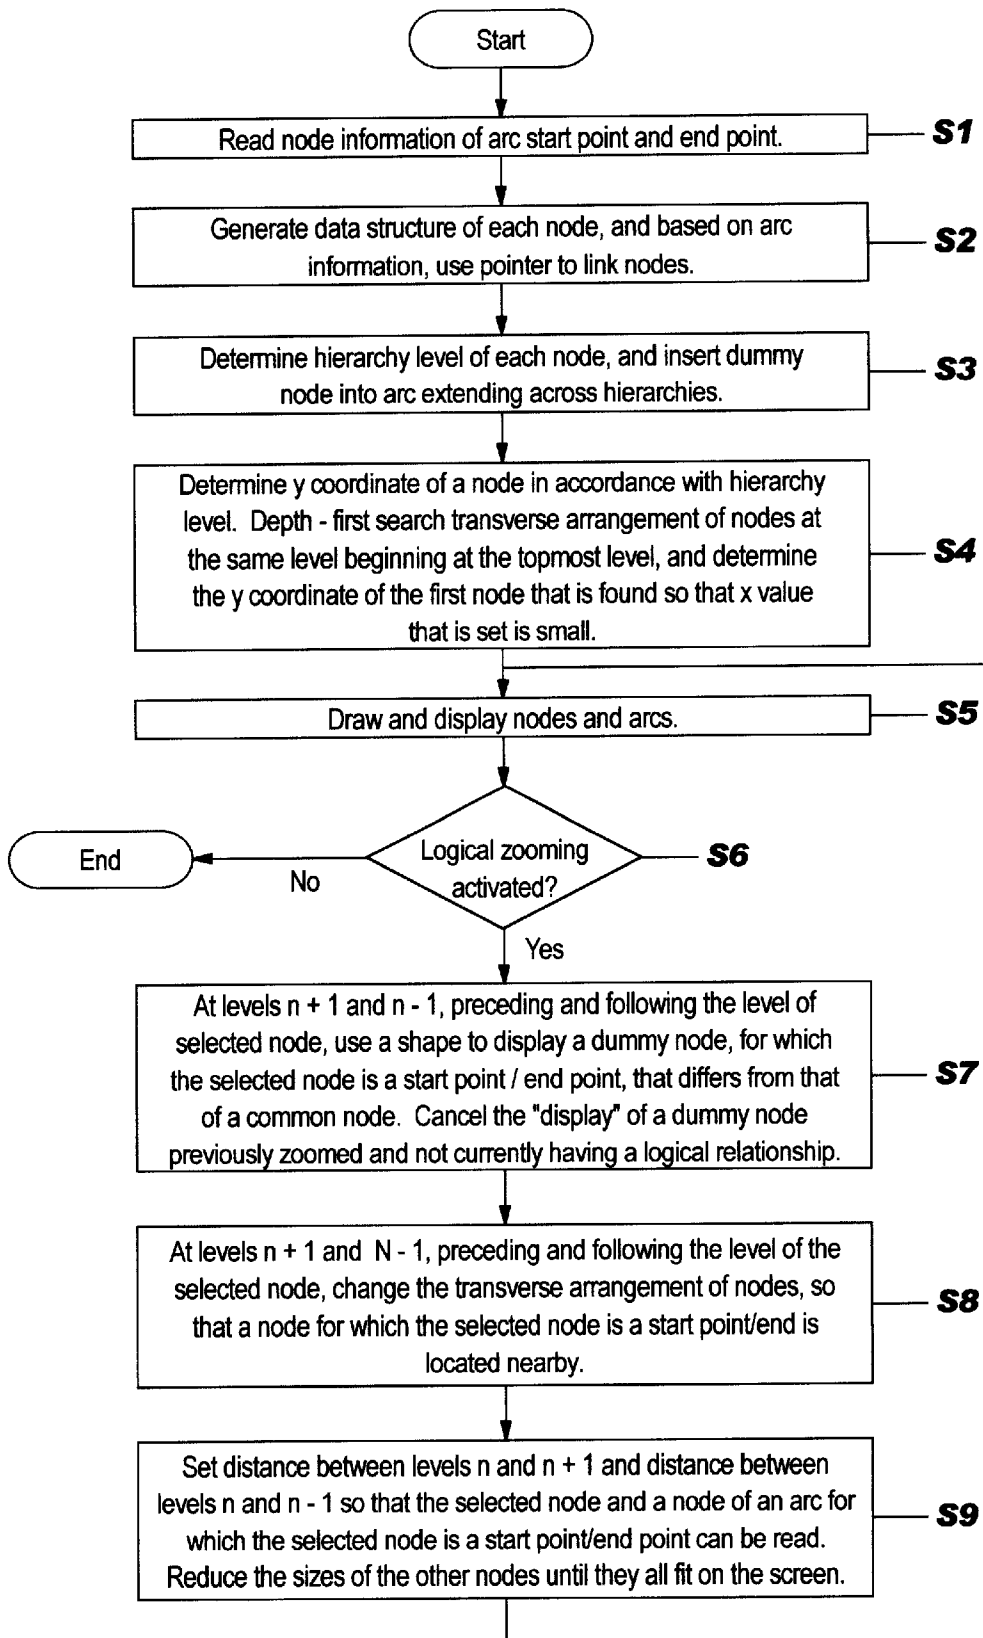 Start
Read node information of arc start point and end point.
S1
Generate data structure of each node, and based on arc
information, use pointer to link nodes.
S2
Determine hierarchy level of each node, and insert dummy
node into arc extending across hierarchies.
S3
Determine y coordinate of a node in accordance with hierarchy
level. Depth - first search transverse arrangement of nodes at
the same level beginning at the topmost level, and determine
the y coordinate of the first node that is found so that x value
that is set is small.
S4
Draw and display nodes and arcs.
S5
Logical zooming
activated?
S6
End
No
Yes
At levels n + 1 and n - 1, preceding and following the level of
selected node, use a shape to display a dummy node, for which
the selected node is a start point / end point, that differs from that
of a common node. Cancel the "display" of a dummy node
previously zoomed and not currently having a logical relationship.
S7
At levels n + 1 and N - 1, preceding and following the level of the
selected node, change the transverse arrangement of nodes, so
that a node for which the selected node is a start point/end is
located nearby.
S8
Set distance between levels n and n + 1 and distance between
levels n and n - 1 so that the selected node and a node of an arc for
which the selected node is a start point/end point can be read.
Reduce the sizes of the other nodes until they all fit on the screen.
S9